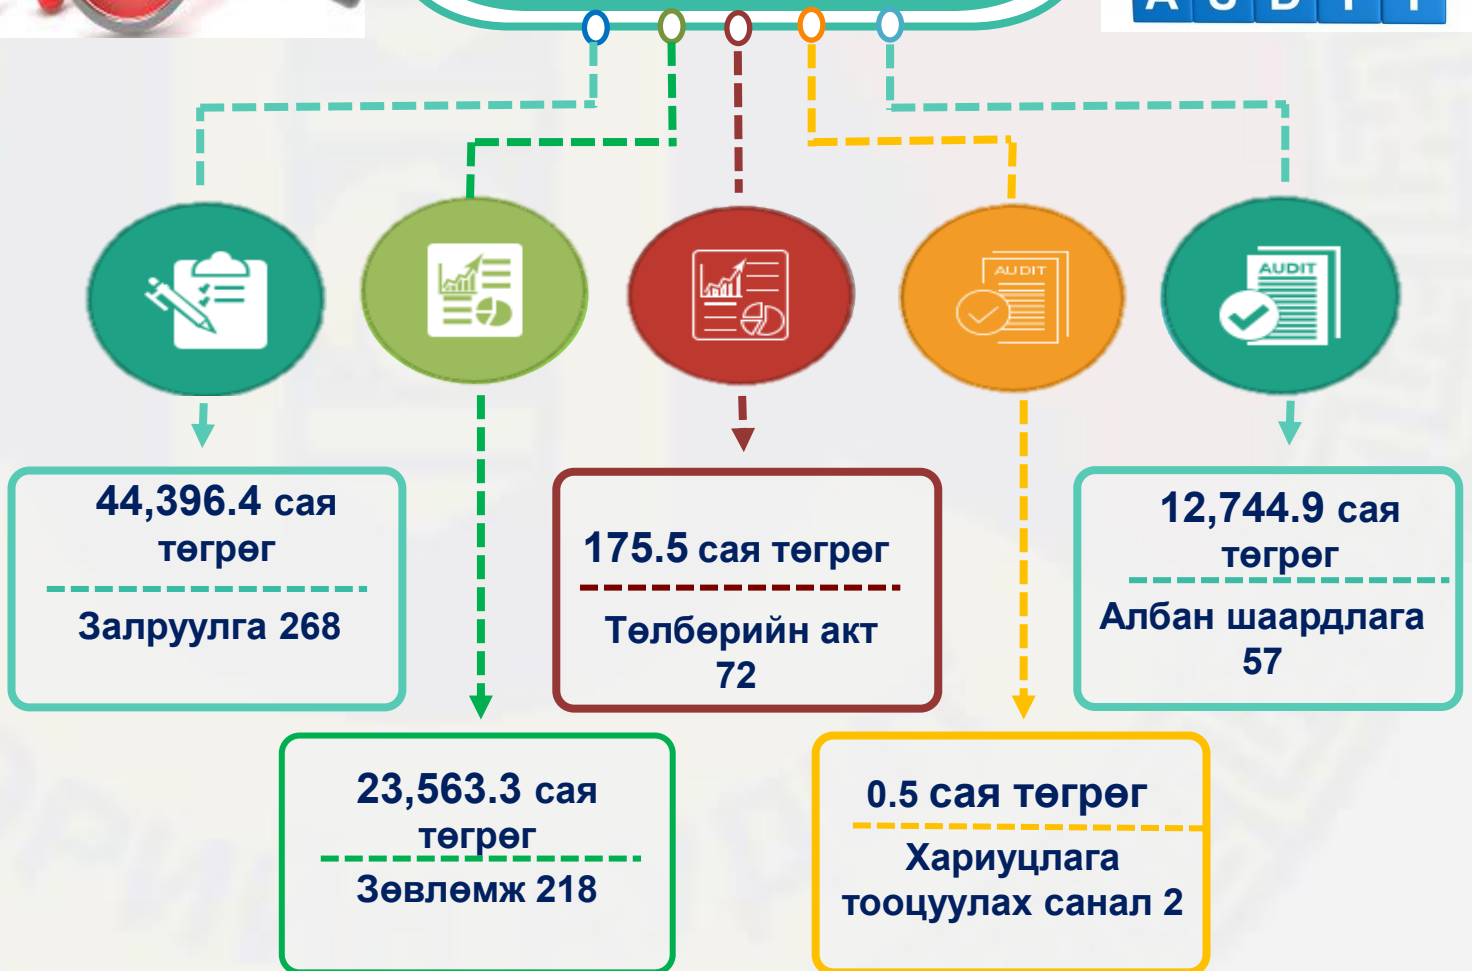 AUDIT
AUDIT
AUDIT
44,396.4 сая
төгрөг
Залруулга 268
23,563.3 сая
төгрөг
Зөвлөмж 218
175.5 сая төгрөг
Төлбөрийн акт
72
0.5 сая төгрөг
Хариуцлага
тооцуулах санал 2
12,744.9 сая
төгрөг
Албан шаардлага
57